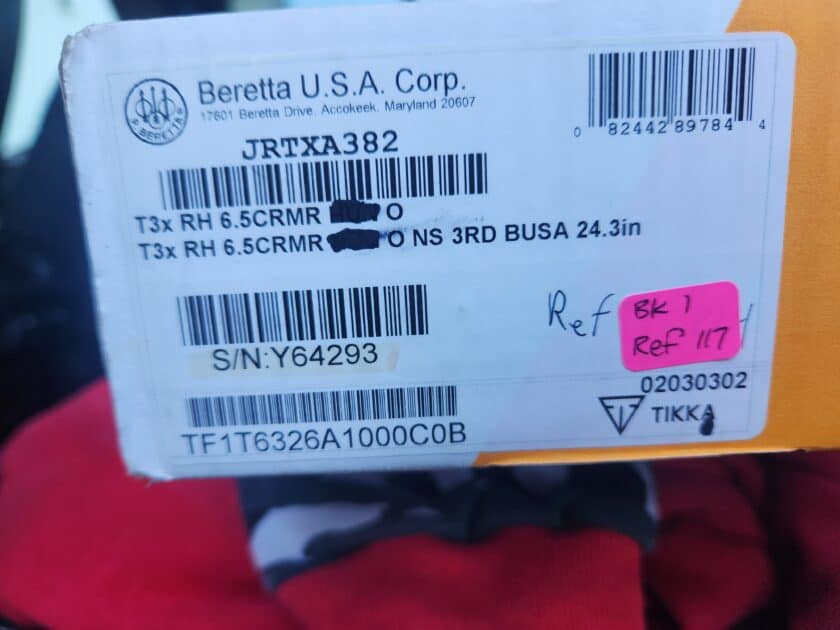 Beretta U.S.A. Corp.
17601 Beretta Drive, Accokeek, Maryland 20607
P. BERETTA
JRTXA382
0 82442 89784 4
T3x RH 6.5CRMR O
T3x RH 6.5CRMR O NS 3RD BUSA 24.3in
S/N:Y64293
Ref
BK 1
Ref 117
TF1T6326A1000C0B
02030302
TIKKA